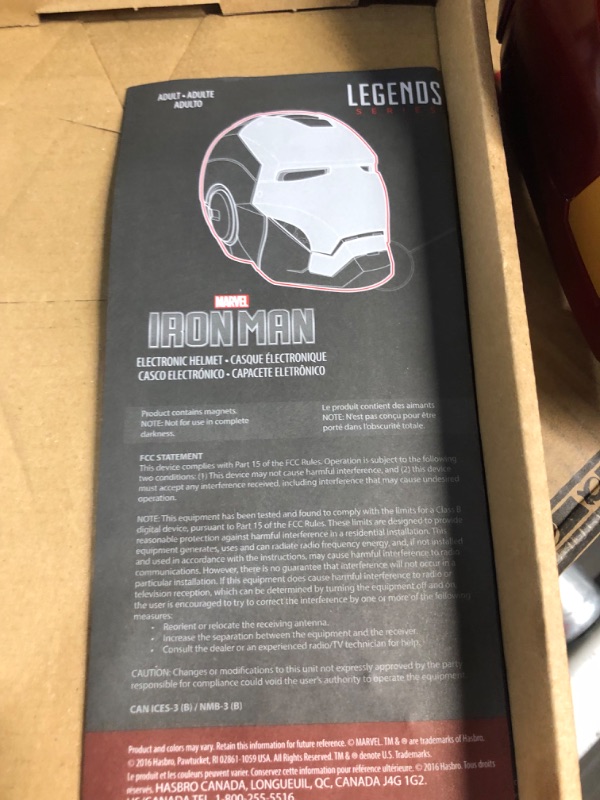 ADULT • ADULTE
ADULTO
LEGENDS
SERIES
MARVEL
IRON MAN
ELECTRONIC HELMET • CASQUE ÉLECTRONIQUE
CASCO ELECTRÓNICO • CAPACETE ELETRÔNICO
Product contains magnets.
NOTE: Not for use in complete
darkness.
Le produit contient des aimants
NOTE: N'est pas conçu pour être
porté dans l'obscurité totale.
FCC STATEMENT
This device complies with Part 15 of the FCC Rules. Operation is subject to the following
two conditions: (1) This device may not cause harmful interference, and (2) this device
must accept any interference received, including interference that may cause undesired
operation.
NOTE: This equipment has been tested and found to comply with the limits for a Class B
digital device, pursuant to Part 15 of the FCC Rules. These limits are designed to provide
reasonable protection against harmful interference in a residential installation. This
equipment generates, uses and can radiate radio frequency energy, and, if not installed
and used in accordance with the instructions, may cause harmful interference to radio
communications. However, there is no guarantee that interference will not occur in a
particular installation. If this equipment does cause harmful interference to radio or
television reception, which can be determined by turning the equipment off and on,
the user is encouraged to try to correct the interference by one or more of the following
measures:
• Reorient or relocate the receiving antenna.
• Increase the separation between the equipment and the receiver.
• Consult the dealer or an experienced radio/TV technician for help.
CAUTION: Changes or modifications to this unit not expressly approved by the party
responsible for compliance could void the user's authority to operate the equipment.
CAN ICES-3 (B) / NMB-3 (B)
Product and colors may vary. Retain this information for future reference. © MARVEL. TM & ® are trademarks of Hasbro.
© 2016 Hasbro, Pawtucket, RI 02861-1059 USA. All Rights Reserved. TM & ® denote U.S. Trademarks.
Le produit et les couleurs peuvent varier. Conservez cette information pour référence ultérieure. © 2016 Hasbro. Tous droits
réservés. HASBRO CANADA, LONGUEUIL, QC, CANADA J4G 1G2.
US/CANADA TEL. 1-800-255-5516